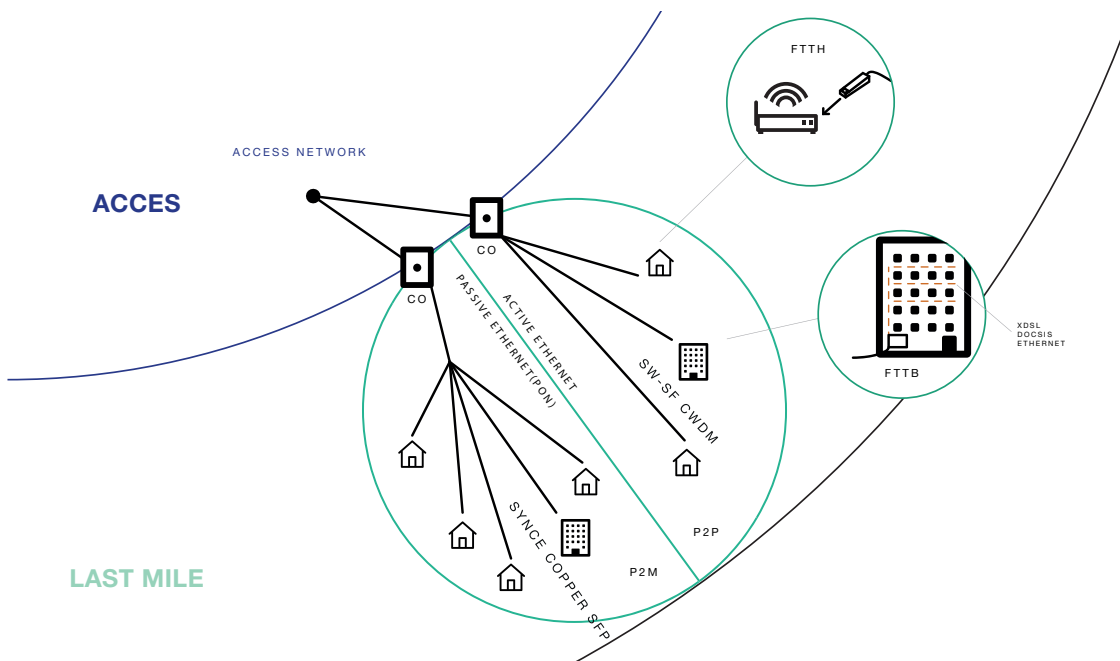 FTTH
ACCESS NETWORK
ACCES
CO
CO
ACTIVE ETHERNET
PASSIVE ETHERNET(PON)
SW-SF CWDM
XDSL
DOCSIS
ETHERNET
FTTB
SYNCE COPPER SFP
P2P
P2M
LAST MILE